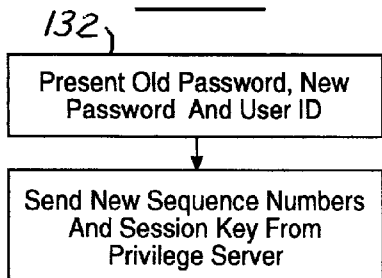 132
Present Old Password, New
Password And User ID
Send New Sequence Numbers
And Session Key From
Privilege Server